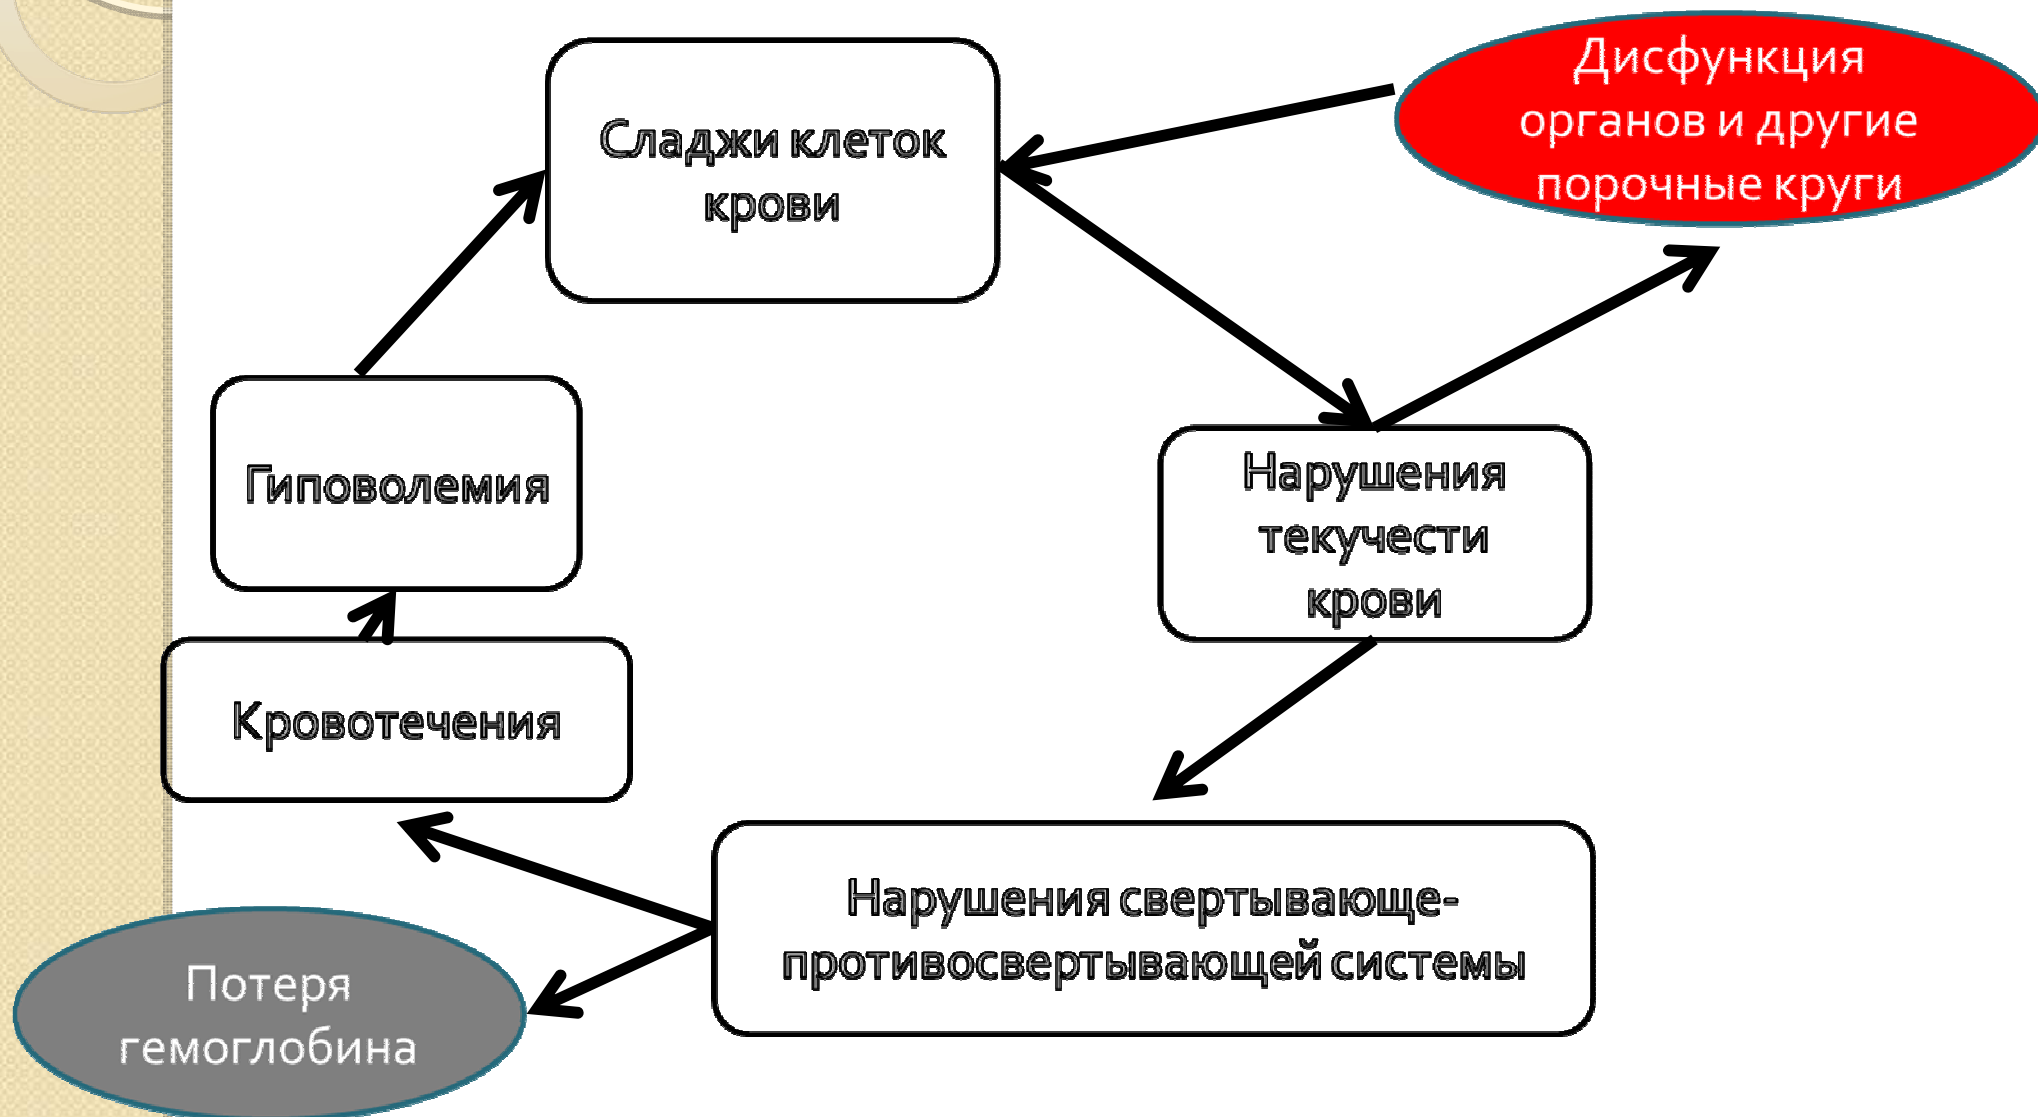 Дисфункция
органов и другие
порочные круги
Сладжи клеток
крови
Гиповолемия
Нарушения
текучести
крови
Кровотечения
Нарушения свертывающе-
противосвертывающей системы
Потеря
гемоглобина